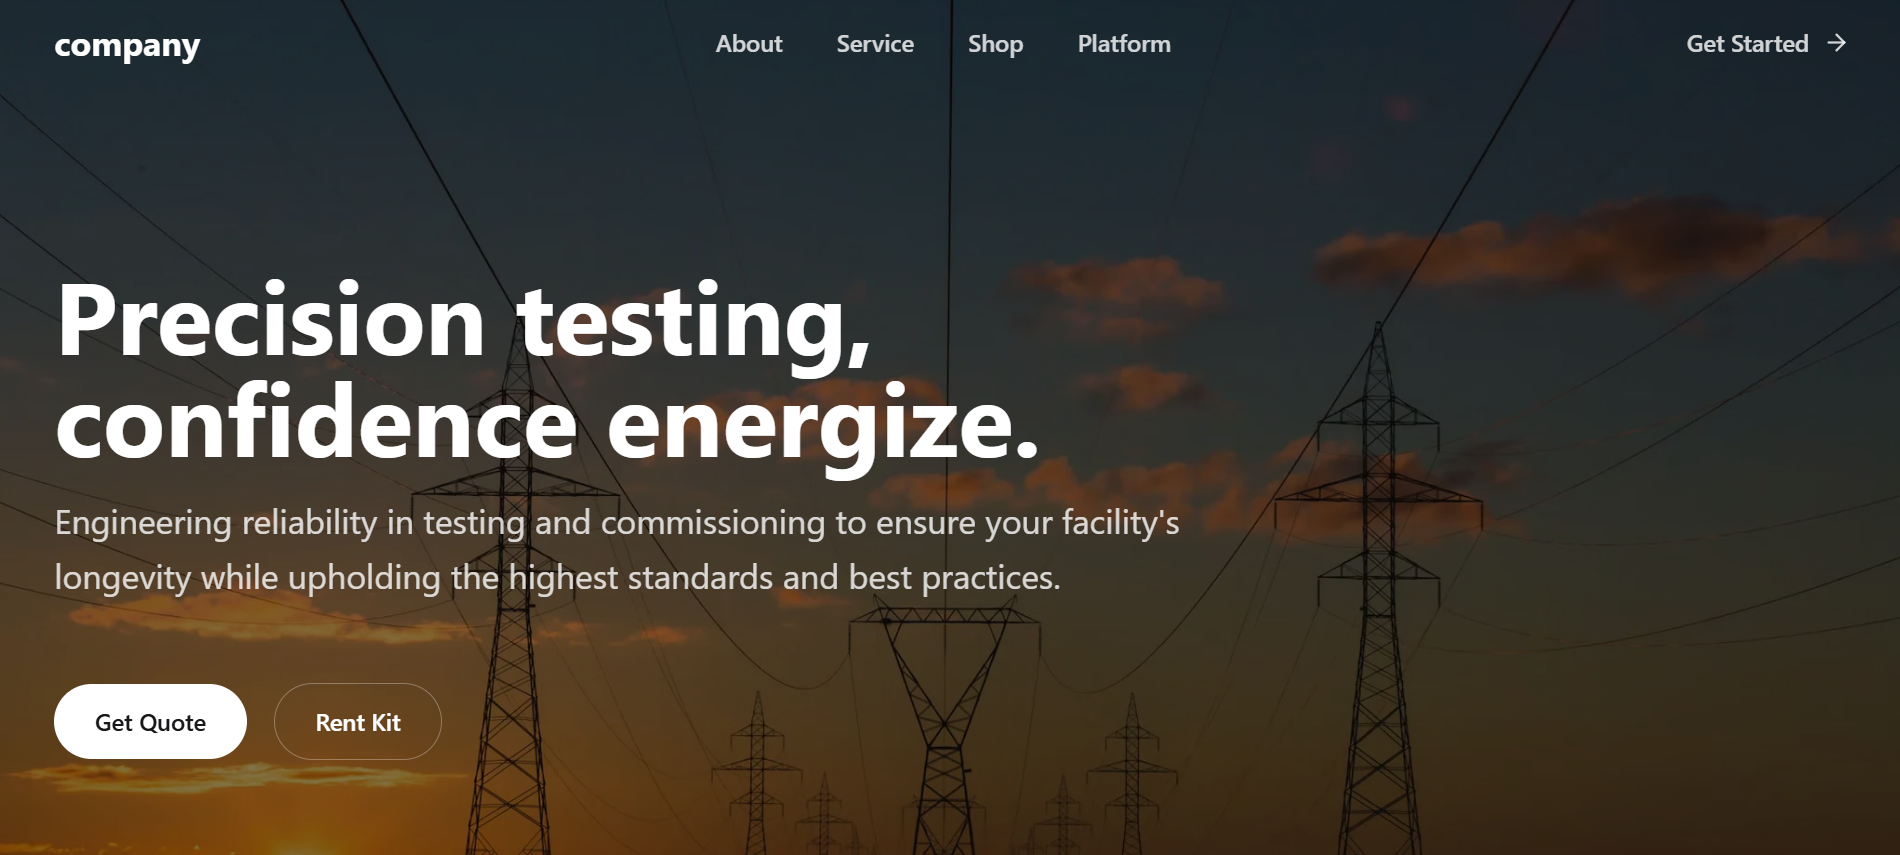 company
About
Service
Shop
Platform
Get Started
Precision testing,
confidence energize.
Engineering reliability in testing and commissioning to ensure your facility's
longevity while upholding the highest standards and best practices.
Get Quote
Rent Kit